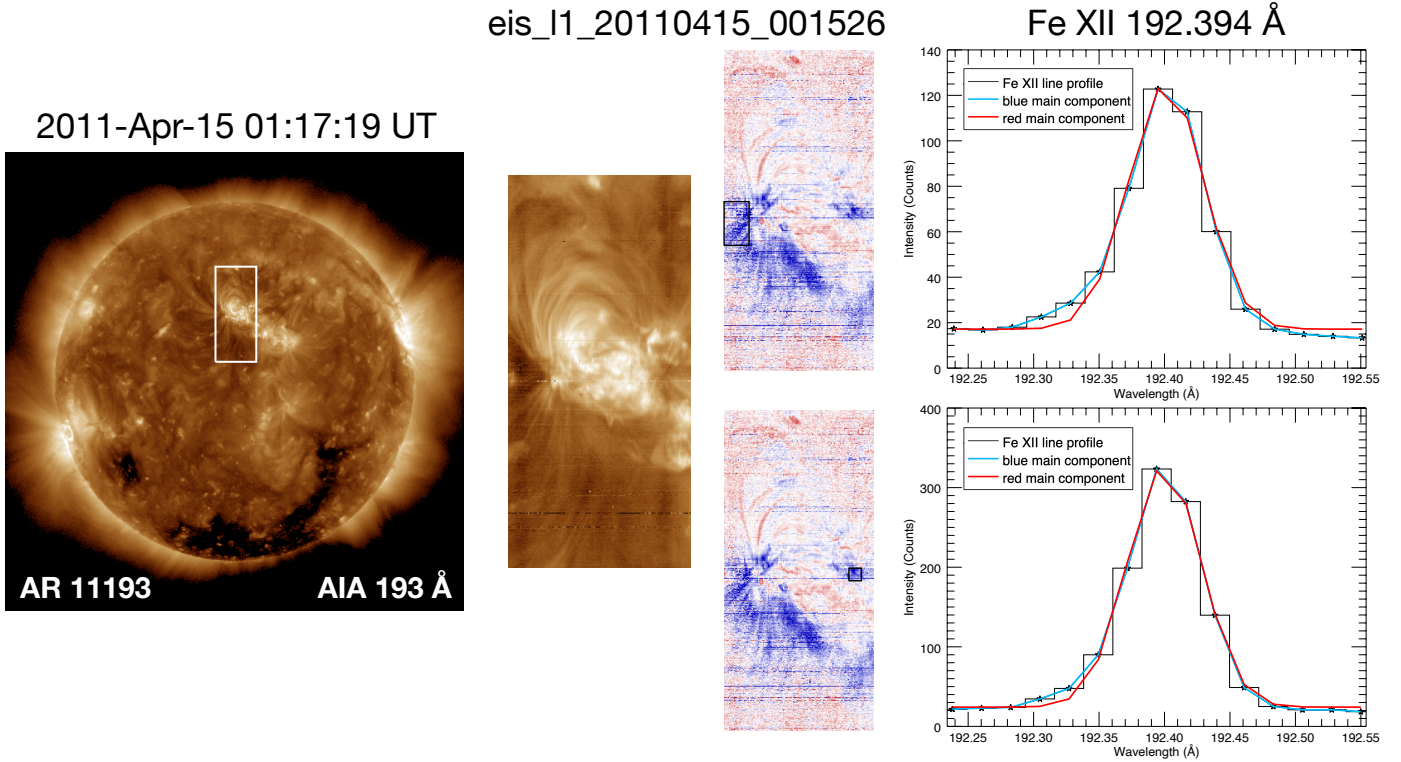 eis_l1_20110415_001526
Fe XII 192.394 Å
2011-Apr-15 01:17:19 UT
AR 11193
AIA 193 Å
140
120
100
80
60
40
20
0
Intensity (Counts)
Fe XII line profile
blue main component
red main component
192.25
192.30
192.35
192.40
192.45
192.50
192.55
Wavelength (Å)
400
300
200
100
0
Intensity (Counts)
Fe XII line profile
blue main component
red main component
192.25
192.30
192.35
192.40
192.45
192.50
192.55
Wavelength (Å)